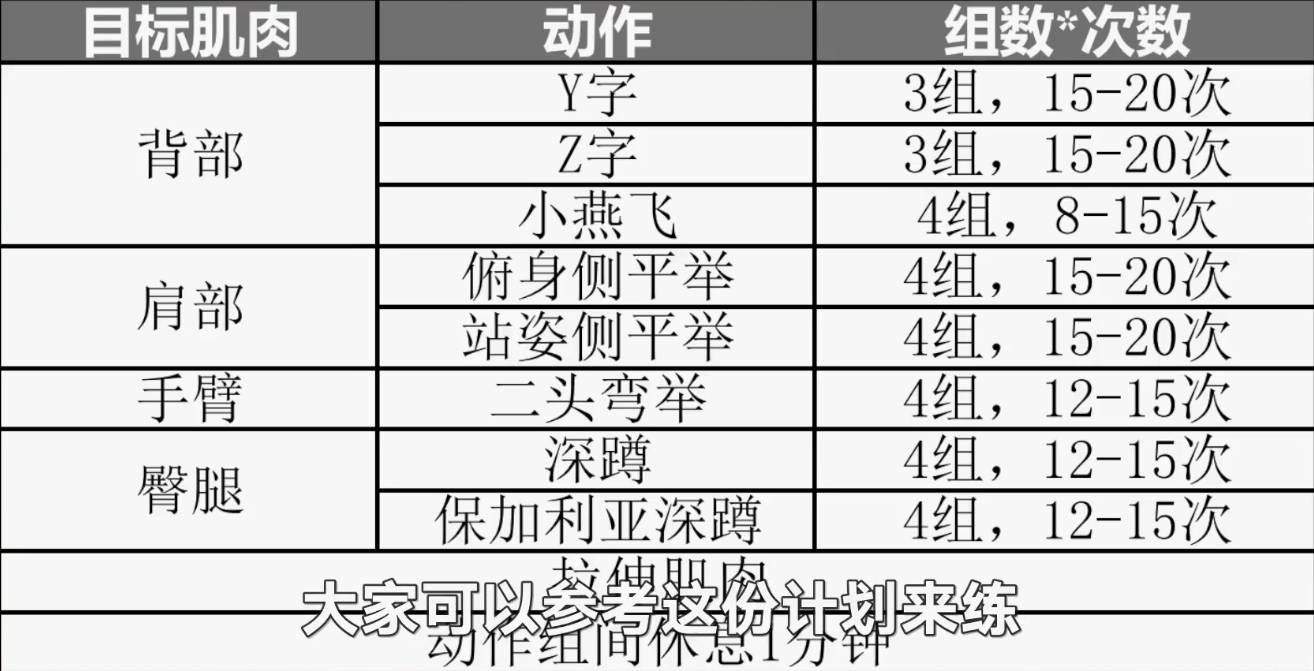 目标肌肉 动作 组数*次数
背部 Y字 3组，15-20次
Z字 3组，15-20次
小燕飞 4组，8-15次
肩部 俯身侧平举 4组，15-20次
站姿侧平举 4组，15-20次
手臂 二头弯举 4组，12-15次
臀腿 深蹲 4组，12-15次
保加利亚深蹲 4组，12-15次
拉伸肌肉
大家可以参考这份计划来练
动作组间休息1分钟